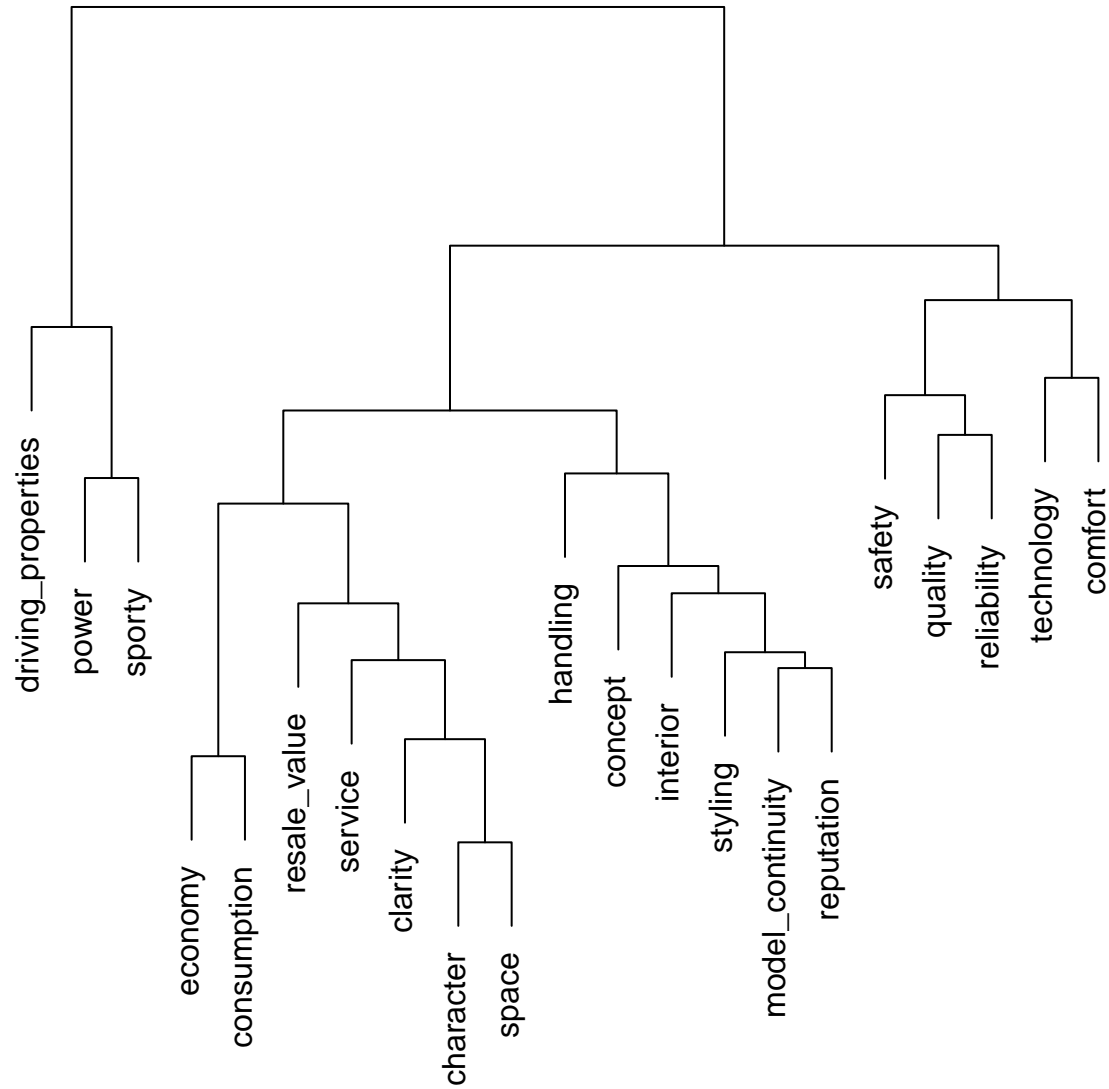 driving_properties
power
sporty
economy
consumption
resale_value
service
clarity
character
space
handling
concept
interior
styling
model_continuity
reputation
safety
quality
reliability
technology
comfort